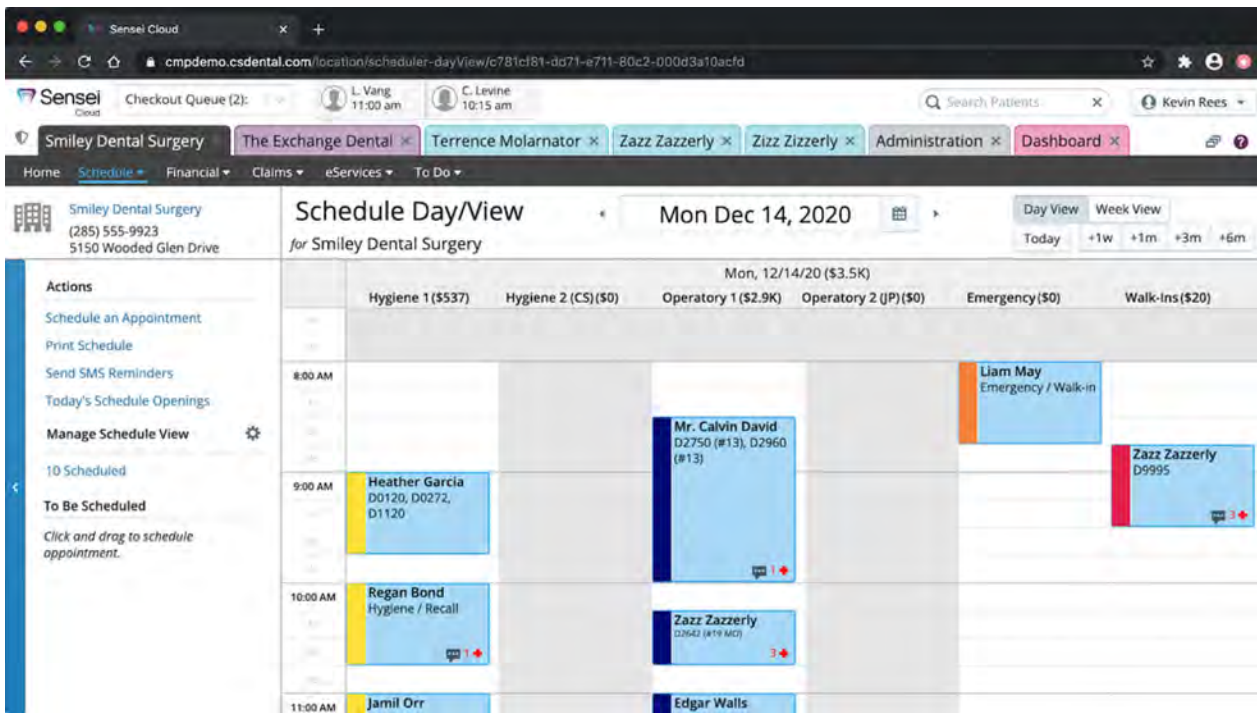 Sensei Cloud × +
cmpdemo.csdental.com/location/scheduler-dayView/c781cf81-dd71-e711-80c2-000d3a10acfd
Sensei Cloud
Checkout Queue (2):
L. Vang
11:00 am
C. Levine
10:15 am
Search Patients ×
Kevin Rees
Smiley Dental Surgery
The Exchange Dental ×
Terrence Molarnator ×
Zazz Zazzerly ×
Zizz Zizzerly ×
Administration ×
Dashboard ×
Home Schedule Financial Claims eServices To Do
Smiley Dental Surgery
(285) 555-9923
5150 Wooded Glen Drive
Schedule Day/View
for Smiley Dental Surgery
Mon Dec 14, 2020
Day View Week View
Today +1w +1m +3m +6m
Actions
Schedule an Appointment
Print Schedule
Send SMS Reminders
Today's Schedule Openings
Manage Schedule View
10 Scheduled
To Be Scheduled
Click and drag to schedule
appointment.
Mon, 12/14/20 ($3.5K)
Hygiene 1 ($537) Hygiene 2 (CS) ($0) Operatory 1 ($2.9K) Operatory 2 (JP) ($0) Emergency ($0) Walk-Ins ($20)
8:00 AM
Liam May
Emergency / Walk-in
Mr. Calvin David
D2750 (#13), D2960
(#13)
1
Zazz Zazzerly
D9995
3
9:00 AM
Heather Garcia
D0120, D0272,
D1120
10:00 AM
Regan Bond
Hygiene / Recall
1
Zazz Zazzerly
D2642 (#19 MO)
3
11:00 AM
Jamil Orr
Edgar Walls